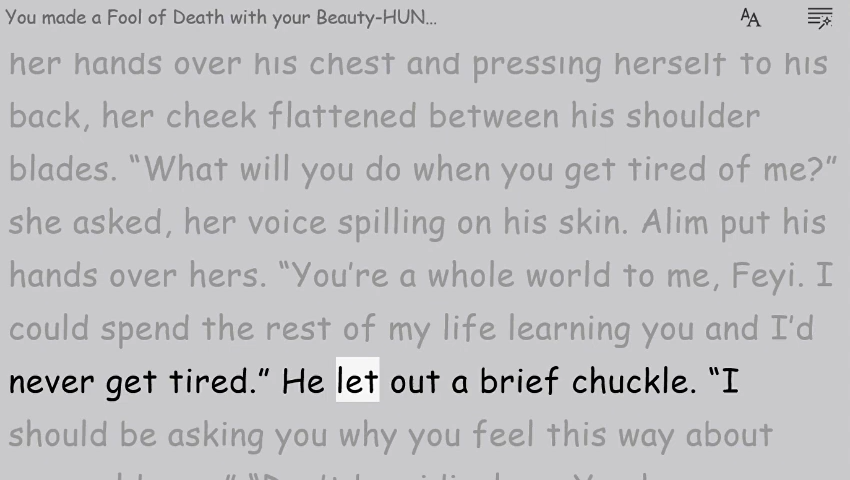 You made a Fool of Death with your Beauty-HUN...
her hands over his chest and pressing herself to his
back, her cheek flattened between his shoulder
blades. “What will you do when you get tired of me?”
she asked, her voice spilling on his skin. Alim put his
hands over hers. “You’re a whole world to me, Feyi. I
could spend the rest of my life learning you and I’d
never get tired.” He let out a brief chuckle. “I
should be asking you why you feel this way about